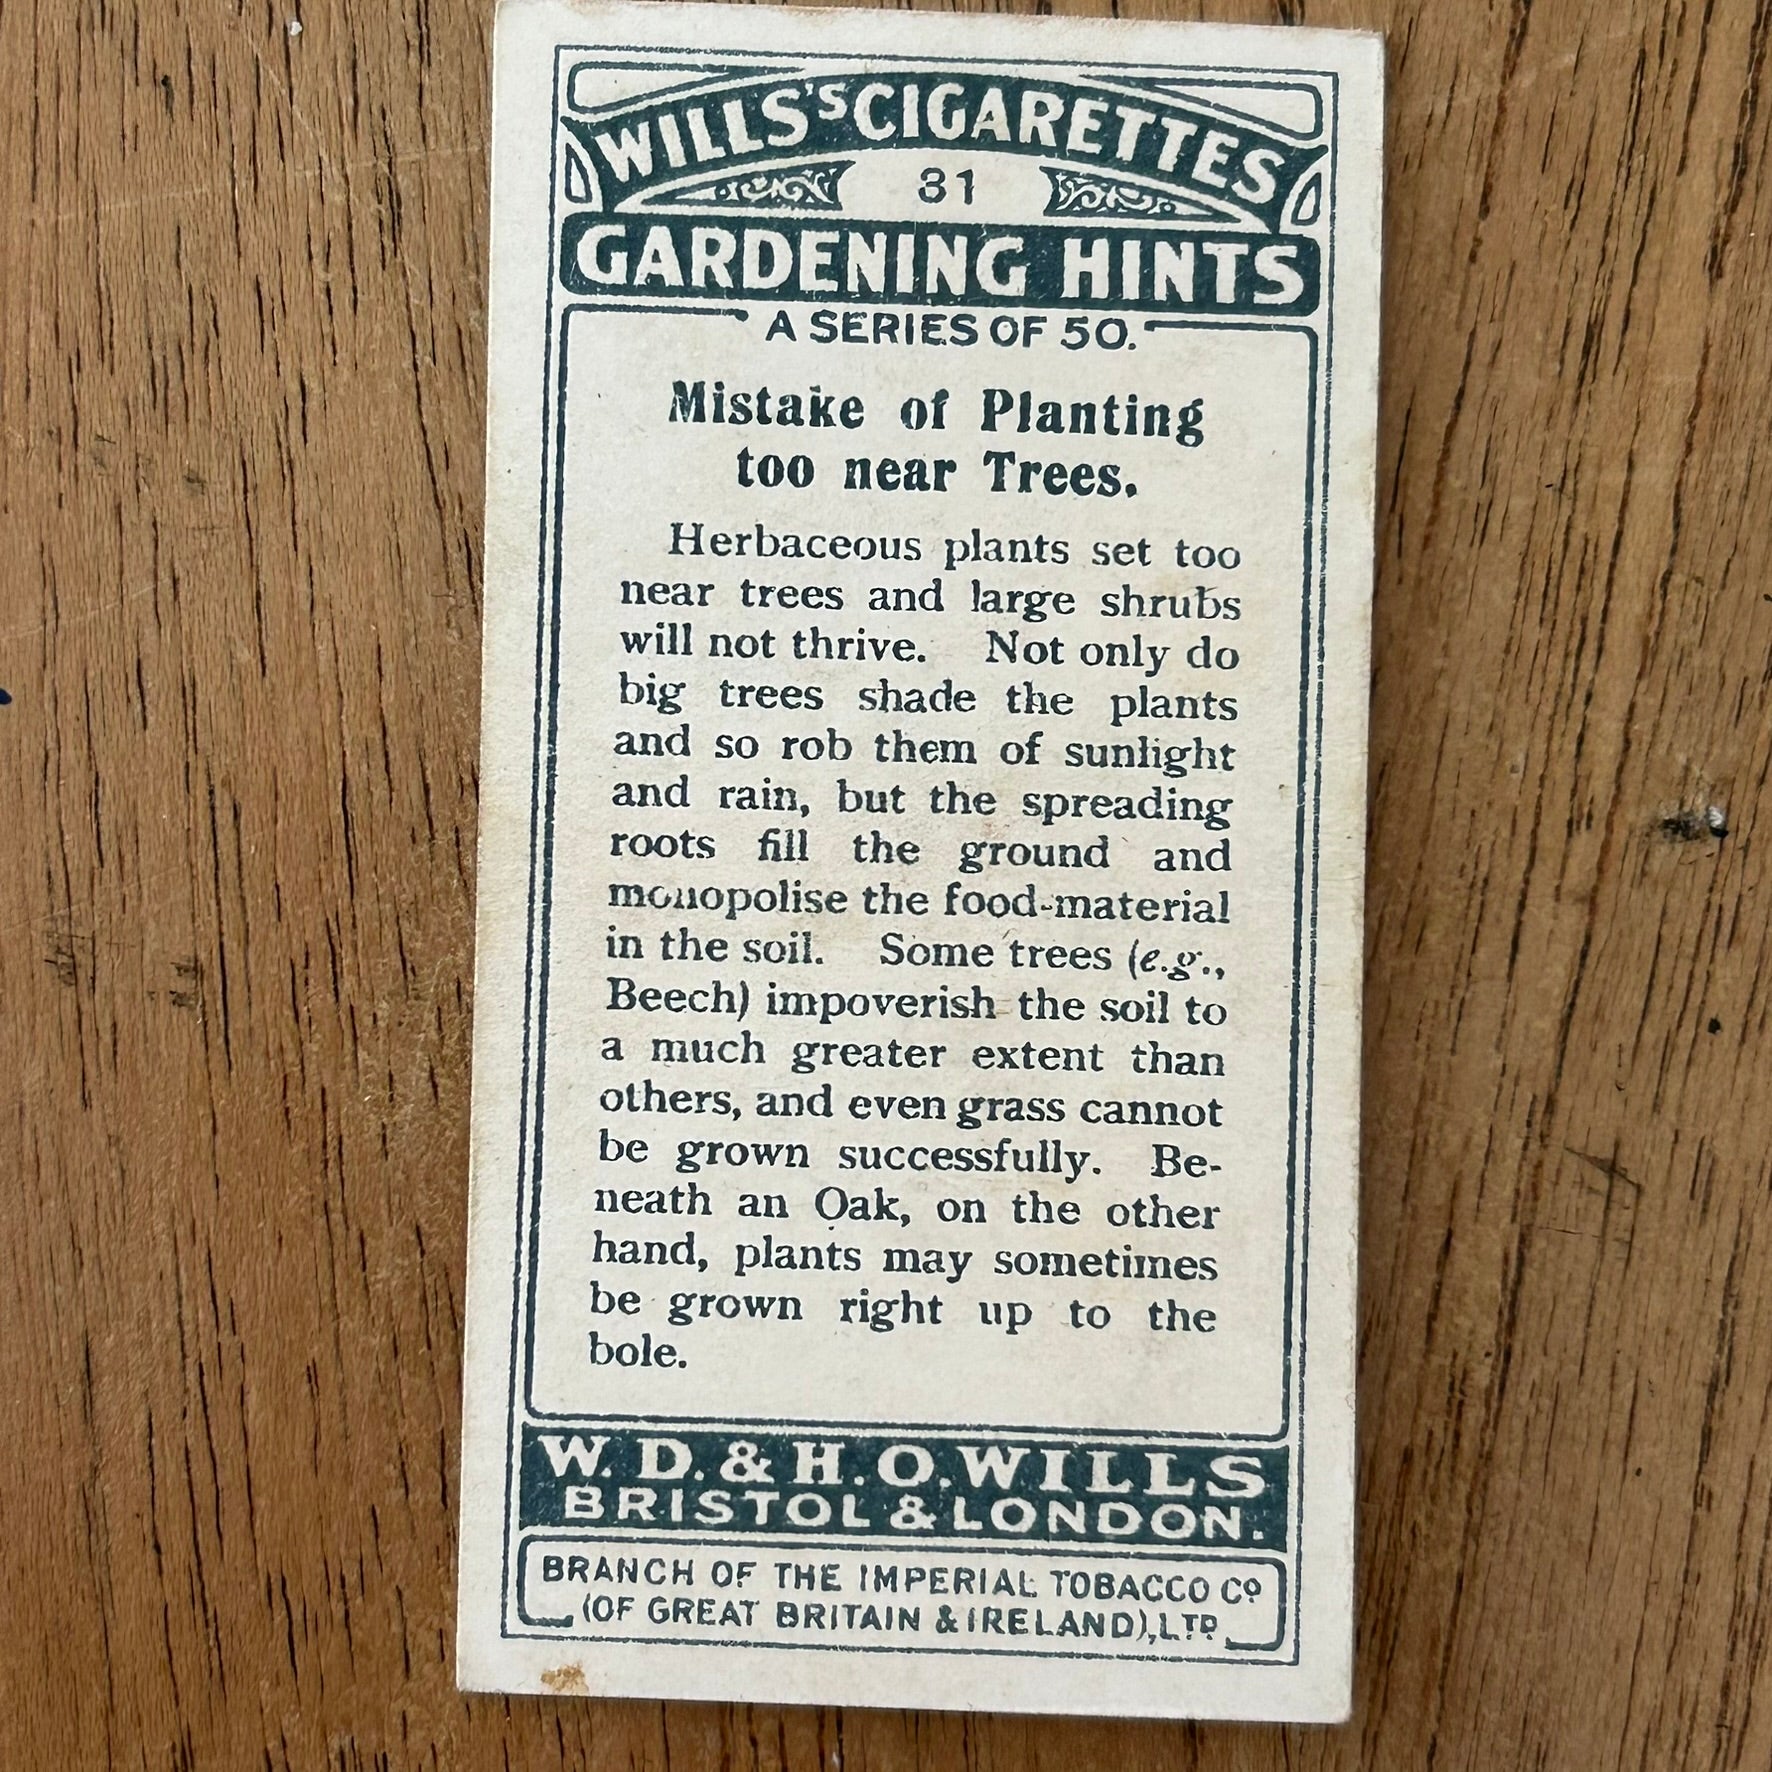 WILLS'S CIGARETTES
31
GARDENING HINTS
A SERIES OF 50.
Mistake of Planting
too near Trees.
Herbaceous plants set too
near trees and large shrubs
will not thrive. Not only do
big trees shade the plants
and so rob them of sunlight
and rain, but the spreading
roots fill the ground and
monopolise the food-material
in the soil. Some trees (e.g.,
Beech) impoverish the soil to
a much greater extent than
others, and even grass cannot
be grown successfully. Be-
neath an Oak, on the other
hand, plants may sometimes
be grown right up to the
bole.
W. D. & H. O. WILLS
BRISTOL & LONDON.
BRANCH OF THE IMPERIAL TOBACCO Cº
(OF GREAT BRITAIN & IRELAND), LTD.